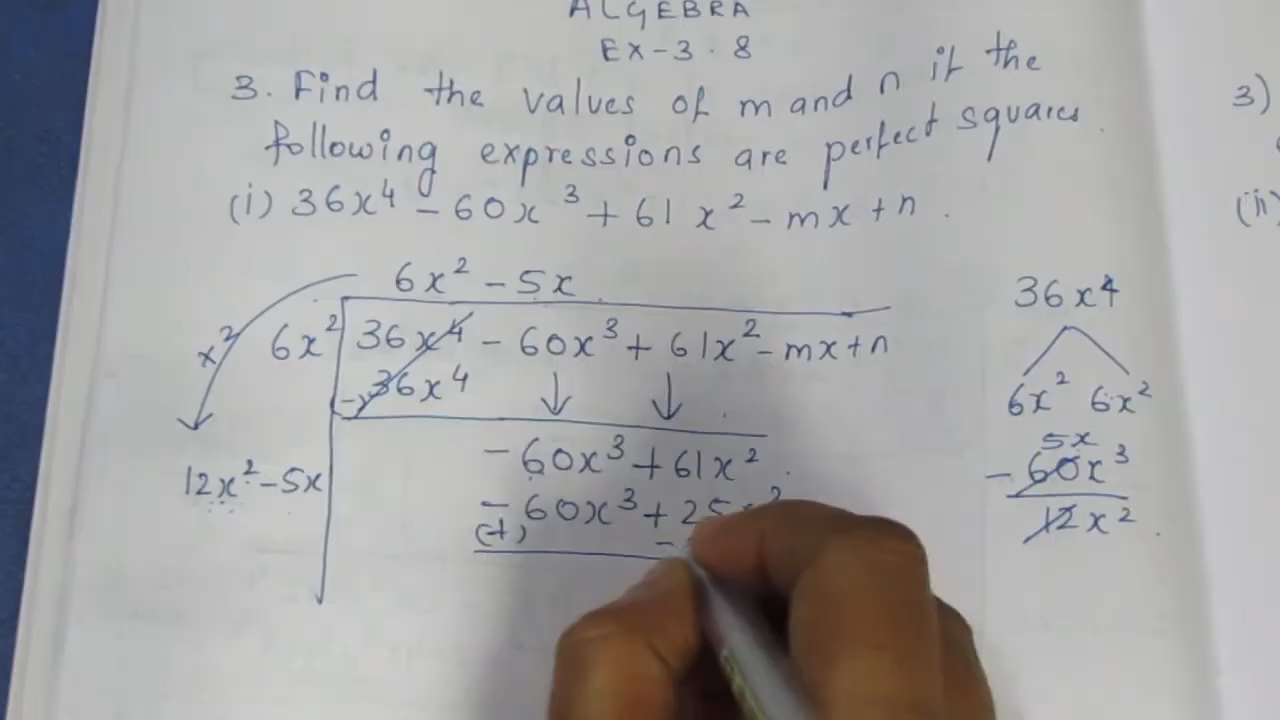 ALGEBRA
EX-3.8
3. Find the values of m and n if the
following expressions are perfect squares.
(i) 36x⁴ - 60x³ + 61x² - mx + n.
6x² - 5x
6x² 36x⁴ - 60x³ + 61x² - mx + n
-) 36x⁴
x²
- 60x³ + 61x²
12x² - 5x
- 60x³ + 25x²
(+) -
36x⁴
6x² 6x²
5x
- 60x³
12x²
3)
(ii)